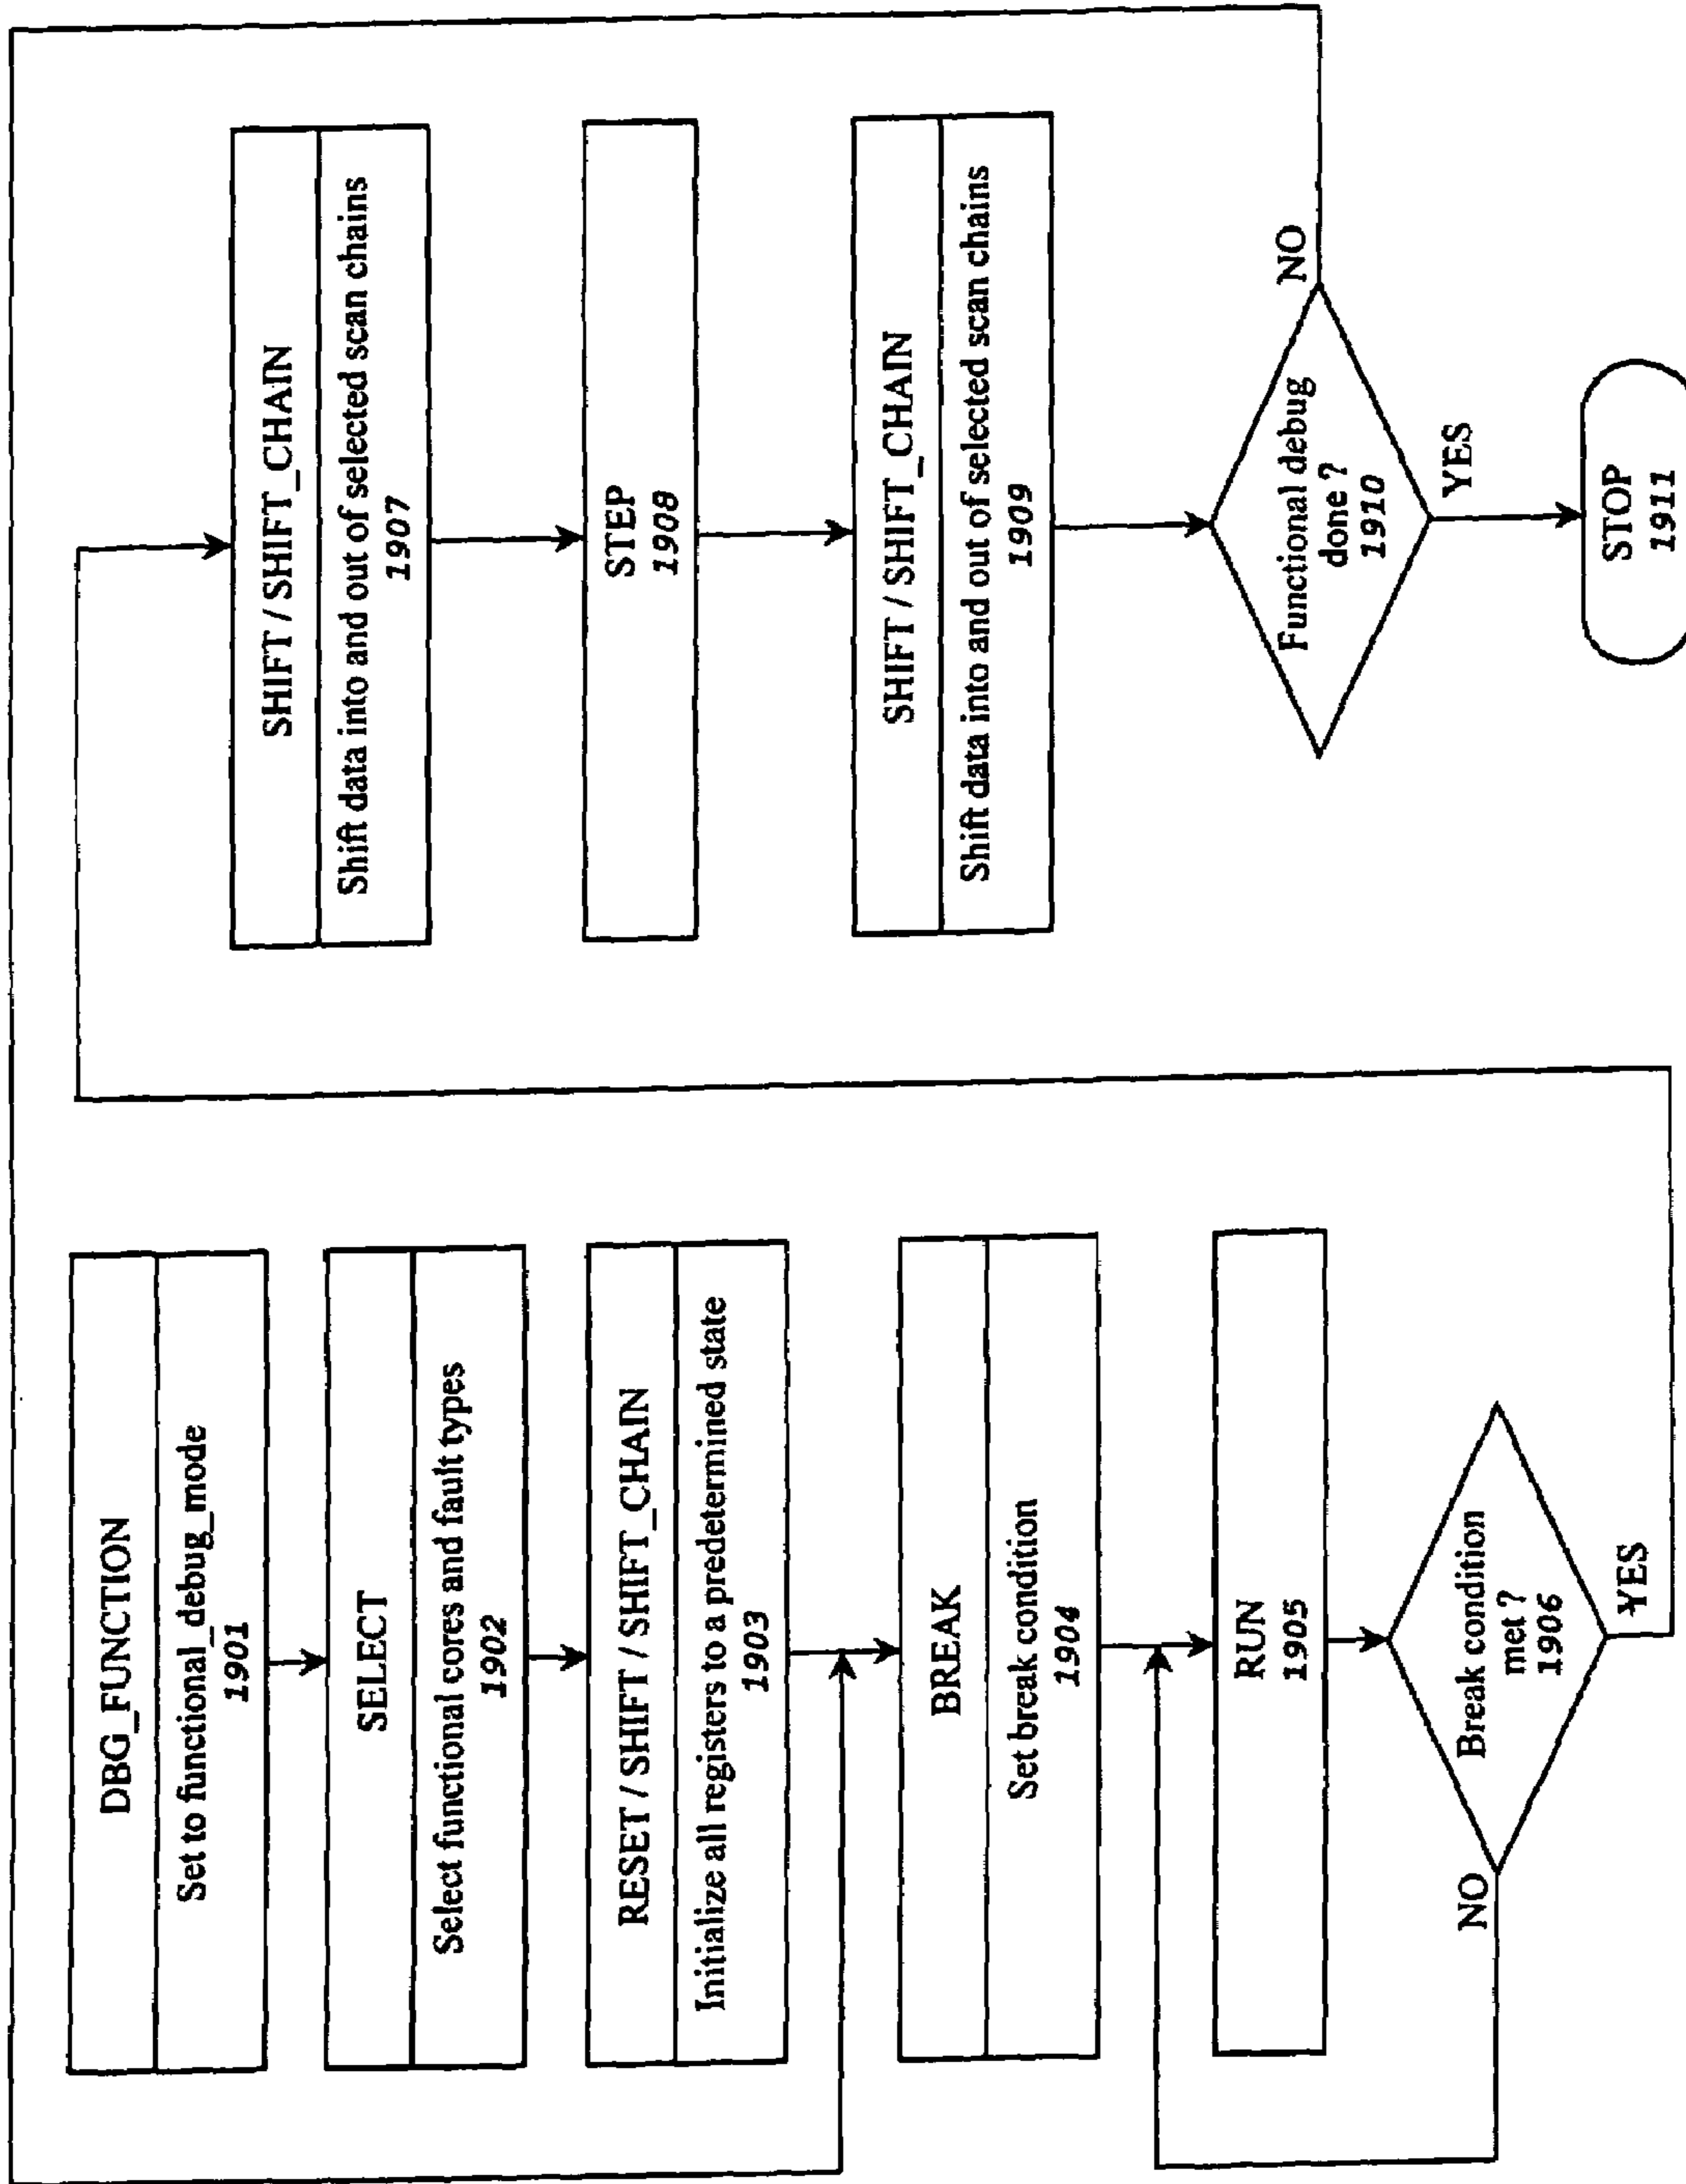 DBG_FUNCTION
Set to functional_debug_mode
1901
SELECT
Select functional cores and fault types
1902
RESET / SHIFT / SHIFT_CHAIN
Initialize all registers to a predetermined state
1903
BREAK
Set break condition
1904
RUN
1905
Break condition
met ?
1906
NO
YES
SHIFT / SHIFT_CHAIN
Shift data into and out of selected scan chains
1907
STEP
1908
SHIFT / SHIFT_CHAIN
Shift data into and out of selected scan chains
1909
Functional debug
done ?
1910
NO
YES
STOP
1911